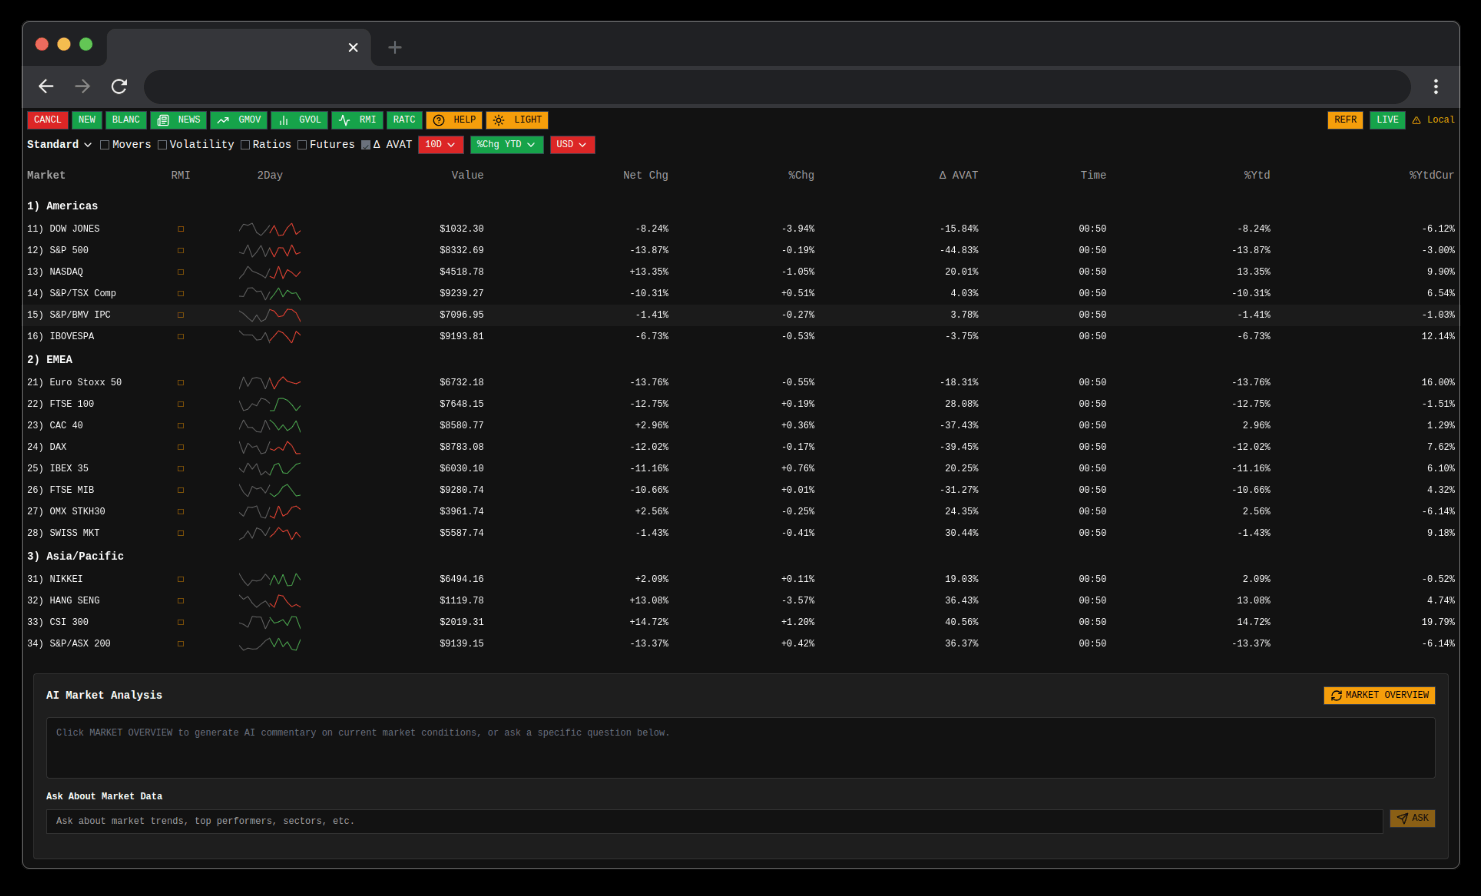 CANCL NEW BLANC NEWS GMOV GVOL RMI RATC HELP LIGHT REFR LIVE Local
Standard Movers Volatility Ratios Futures Δ AVAT 10D %Chg YTD USD
Market RMI 2Day Value Net Chg %Chg Δ AVAT Time %Ytd %YtdCur
1) Americas
11) DOW JONES $1032.30 -8.24% -3.94% -15.84% 00:50 -8.24% -6.12%
12) S&P 500 $8332.69 -13.87% -0.19% -44.83% 00:50 -13.87% -3.00%
13) NASDAQ $4518.78 +13.35% -1.05% 20.01% 00:50 13.35% 9.90%
14) S&P/TSX Comp $9239.27 -10.31% +0.51% 4.03% 00:50 -10.31% 6.54%
15) S&P/BMV IPC $7096.95 -1.41% -0.27% 3.78% 00:50 -1.41% -1.03%
16) IBOVESPA $9193.81 -6.73% -0.53% -3.75% 00:50 -6.73% 12.14%
2) EMEA
21) Euro Stoxx 50 $6732.18 -13.76% -0.55% -18.31% 00:50 -13.76% 16.00%
22) FTSE 100 $7648.15 -12.75% +0.19% 28.08% 00:50 -12.75% -1.51%
23) CAC 40 $8580.77 +2.96% +0.36% -37.43% 00:50 2.96% 1.29%
24) DAX $8783.08 -12.02% -0.17% -39.45% 00:50 -12.02% 7.62%
25) IBEX 35 $6030.10 -11.16% +0.76% 20.25% 00:50 -11.16% 6.10%
26) FTSE MIB $9280.74 -10.66% +0.01% -31.27% 00:50 -10.66% 4.32%
27) OMX STKH30 $3961.74 +2.56% -0.25% 24.35% 00:50 2.56% -6.14%
28) SWISS MKT $5587.74 -1.43% -0.41% 30.44% 00:50 -1.43% 9.18%
3) Asia/Pacific
31) NIKKEI $6494.16 +2.09% +0.11% 19.03% 00:50 2.09% -0.52%
32) HANG SENG $1119.78 +13.08% -3.57% 36.43% 00:50 13.08% 4.74%
33) CSI 300 $2019.31 +14.72% +1.20% 40.56% 00:50 14.72% 19.79%
34) S&P/ASX 200 $9139.15 -13.37% +0.42% 36.37% 00:50 -13.37% -6.14%
AI Market Analysis MARKET OVERVIEW
Click MARKET OVERVIEW to generate AI commentary on current market conditions, or ask a specific question below.
Ask About Market Data
Ask about market trends, top performers, sectors, etc. ASK